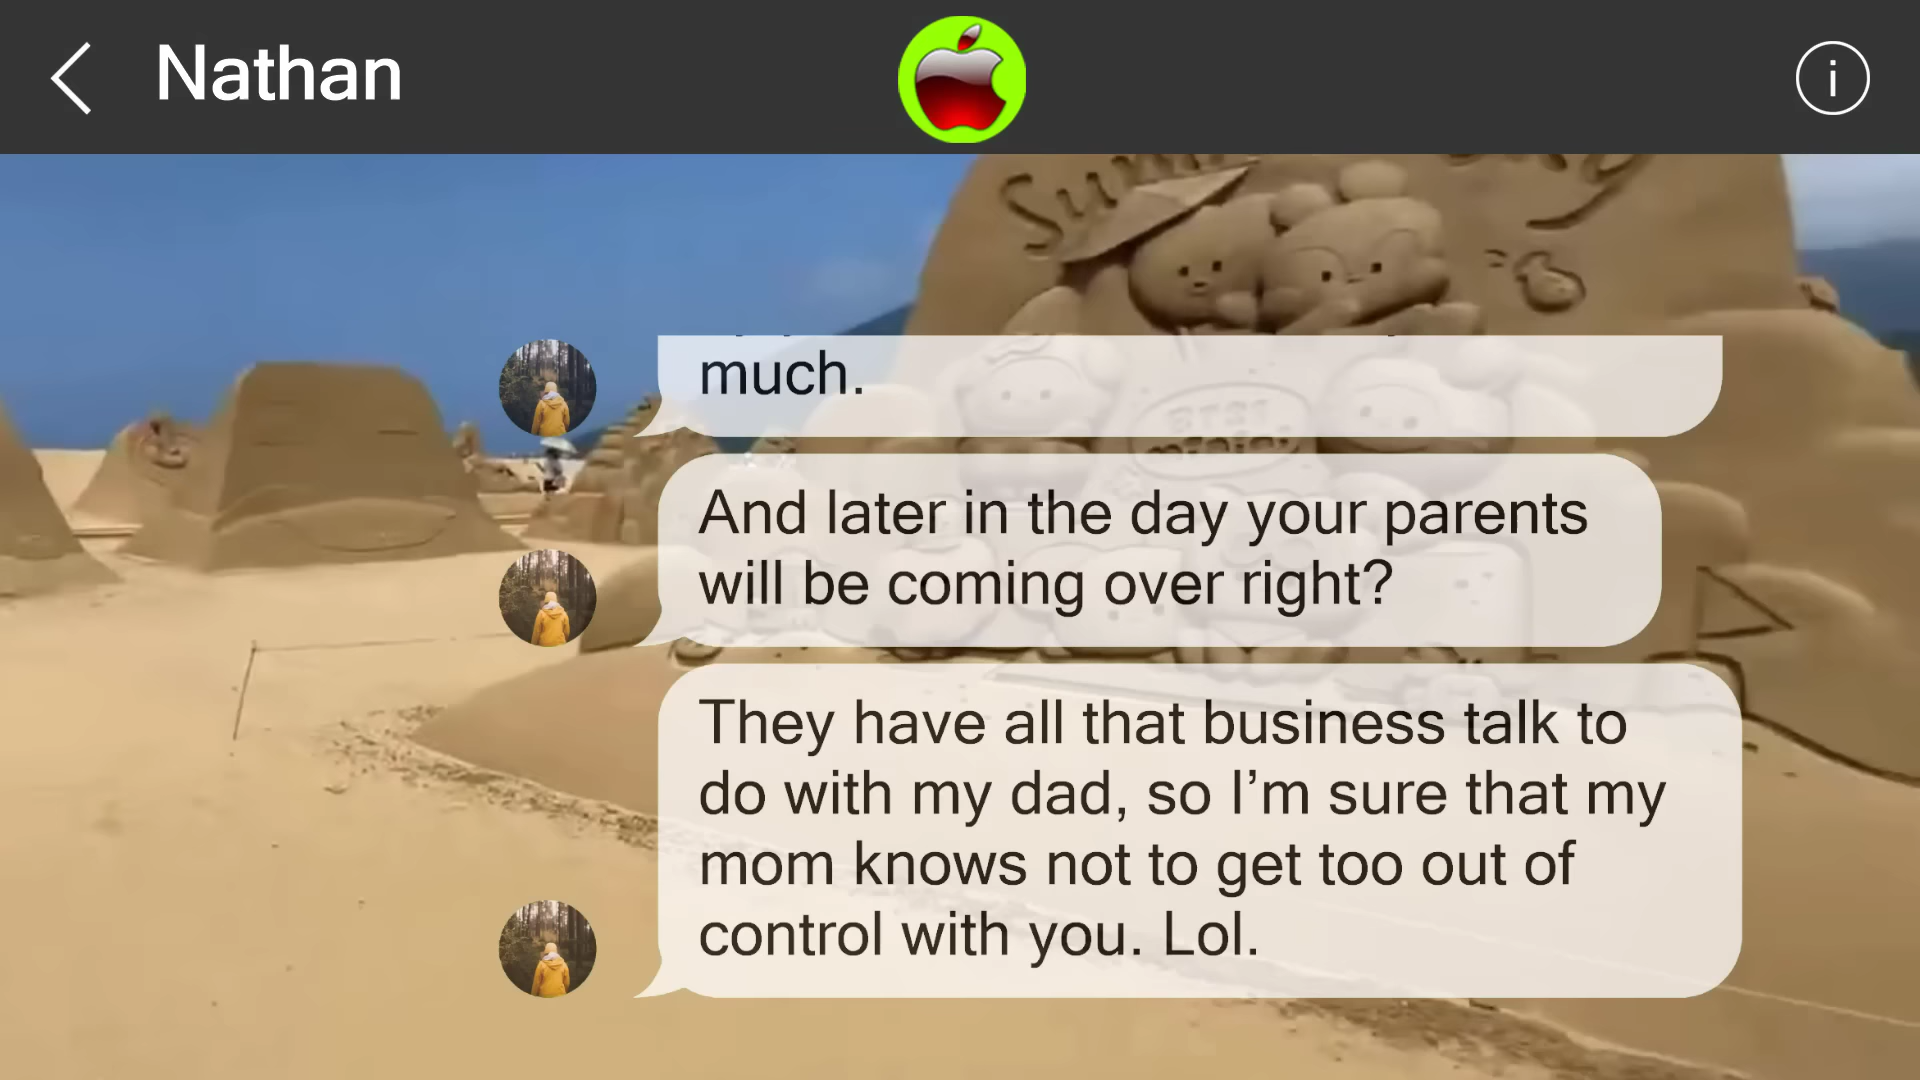 Nathan
i
much.
And later in the day your parents
will be coming over right?
They have all that business talk to
do with my dad, so I’m sure that my
mom knows not to get too out of
control with you. Lol.